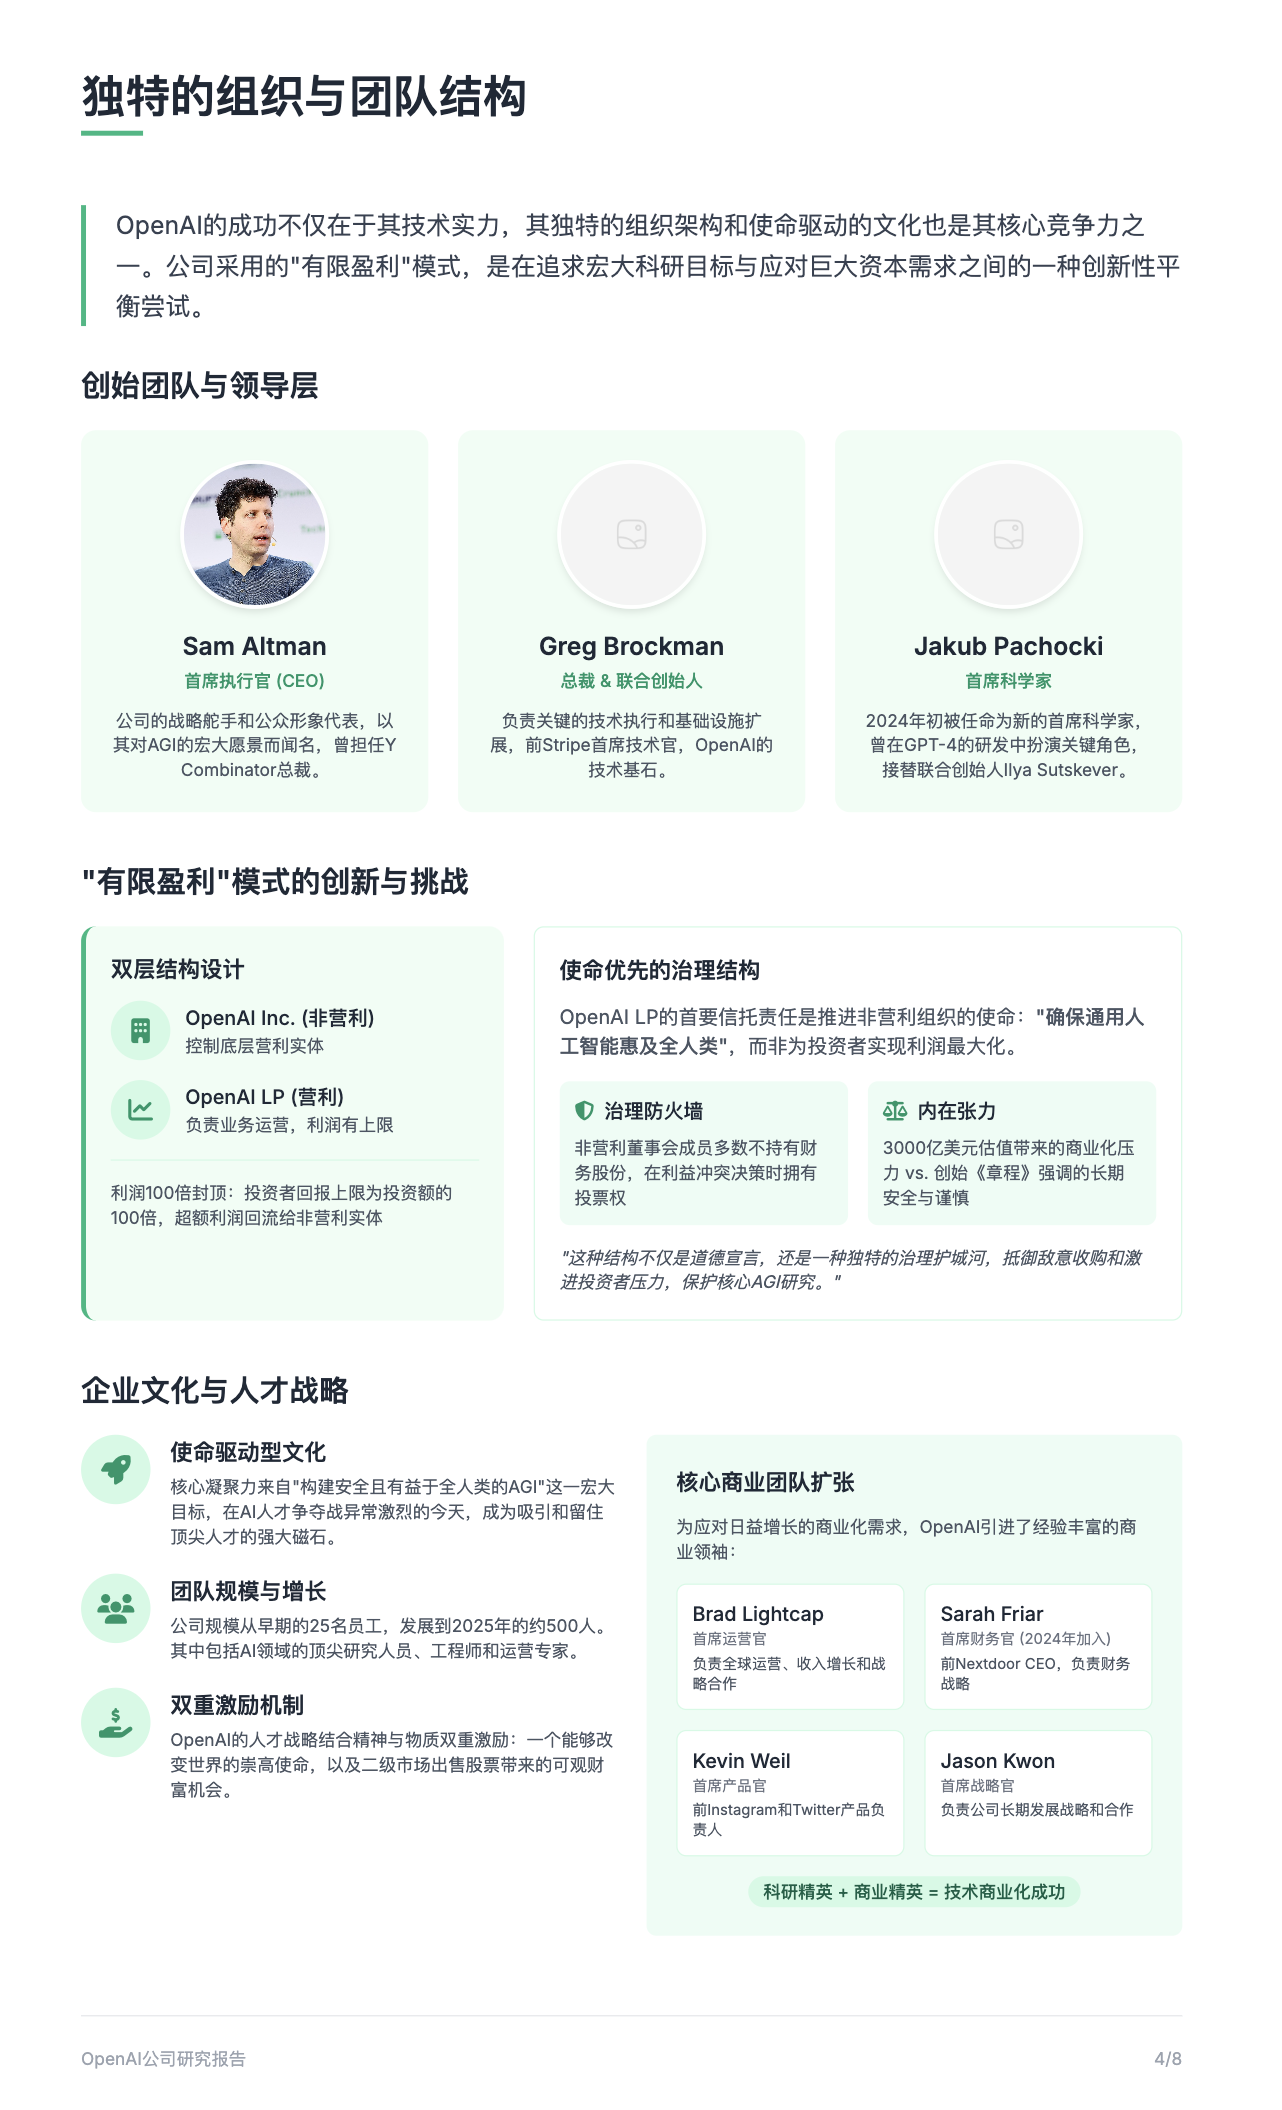 独特的组织与团队结构
OpenAI的成功不仅在于其技术实力，其独特的组织架构和使命驱动的文化也是其核心竞争力之
一。公司采用的"有限盈利"模式，是在追求宏大科研目标与应对巨大资本需求之间的一种创新性平
衡尝试。
创始团队与领导层
Sam Altman
首席执行官 (CEO)
公司的战略舵手和公众形象代表，以
其对AGI的宏大愿景而闻名，曾担任Y
Combinator总裁。
Greg Brockman
总裁 & 联合创始人
负责关键的技术执行和基础设施扩
展，前Stripe首席技术官，OpenAI的
技术基石。
Jakub Pachocki
首席科学家
2024年初被任命为新的首席科学家，
曾在GPT-4的研发中扮演关键角色，
接替联合创始人Ilya Sutskever。
"有限盈利"模式的创新与挑战
双层结构设计
OpenAI Inc. (非营利)
控制底层营利实体
OpenAI LP (营利)
负责业务运营，利润有上限
利润100倍封顶：投资者回报上限为投资额的
100倍，超额利润回流给非营利实体
使命优先的治理结构
OpenAI LP的首要信托责任是推进非营利组织的使命："确保通用人
工智能惠及全人类"，而非为投资者实现利润最大化。
治理防火墙
非营利董事会成员多数不持有财
务股份，在利益冲突决策时拥有
投票权
内在张力
3000亿美元估值带来的商业化压
力 vs. 创始《章程》强调的长期
安全与谨慎
"这种结构不仅是道德宣言，还是一种独特的治理护城河，抵御敌意收购和激
进投资者压力，保护核心AGI研究。"
企业文化与人才战略
使命驱动型文化
核心凝聚力来自"构建安全且有益于全人类的AGI"这一宏大
目标，在AI人才争夺战异常激烈的今天，成为吸引和留住
顶尖人才的强大磁石。
团队规模与增长
公司规模从早期的25名员工，发展到2025年的约500人。
其中包括AI领域的顶尖研究人员、工程师和运营专家。
双重激励机制
OpenAI的人才战略结合精神与物质双重激励：一个能够改
变世界的崇高使命，以及二级市场出售股票带来的可观财
富机会。
核心商业团队扩张
为应对日益增长的商业化需求，OpenAI引进了经验丰富的商
业领袖：
Brad Lightcap
首席运营官
负责全球运营、收入增长和战
略合作
Sarah Friar
首席财务官 (2024年加入)
前Nextdoor CEO，负责财务
战略
Kevin Weil
首席产品官
前Instagram和Twitter产品负
责人
Jason Kwon
首席战略官
负责公司长期发展战略和合作
科研精英 + 商业精英 = 技术商业化成功
OpenAI公司研究报告
4/8